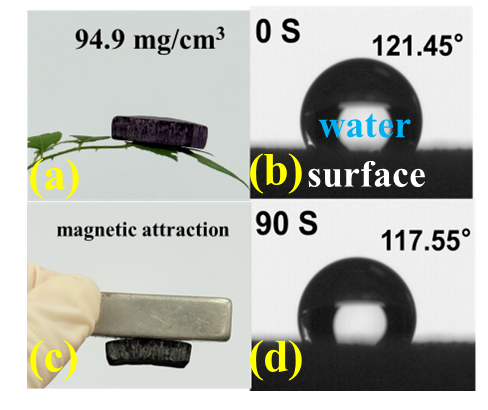 94.9 mg/cm³
(a)
0 S
121.45°
water
(b)
surface
magnetic attraction
(c)
90 S
117.55°
(d)